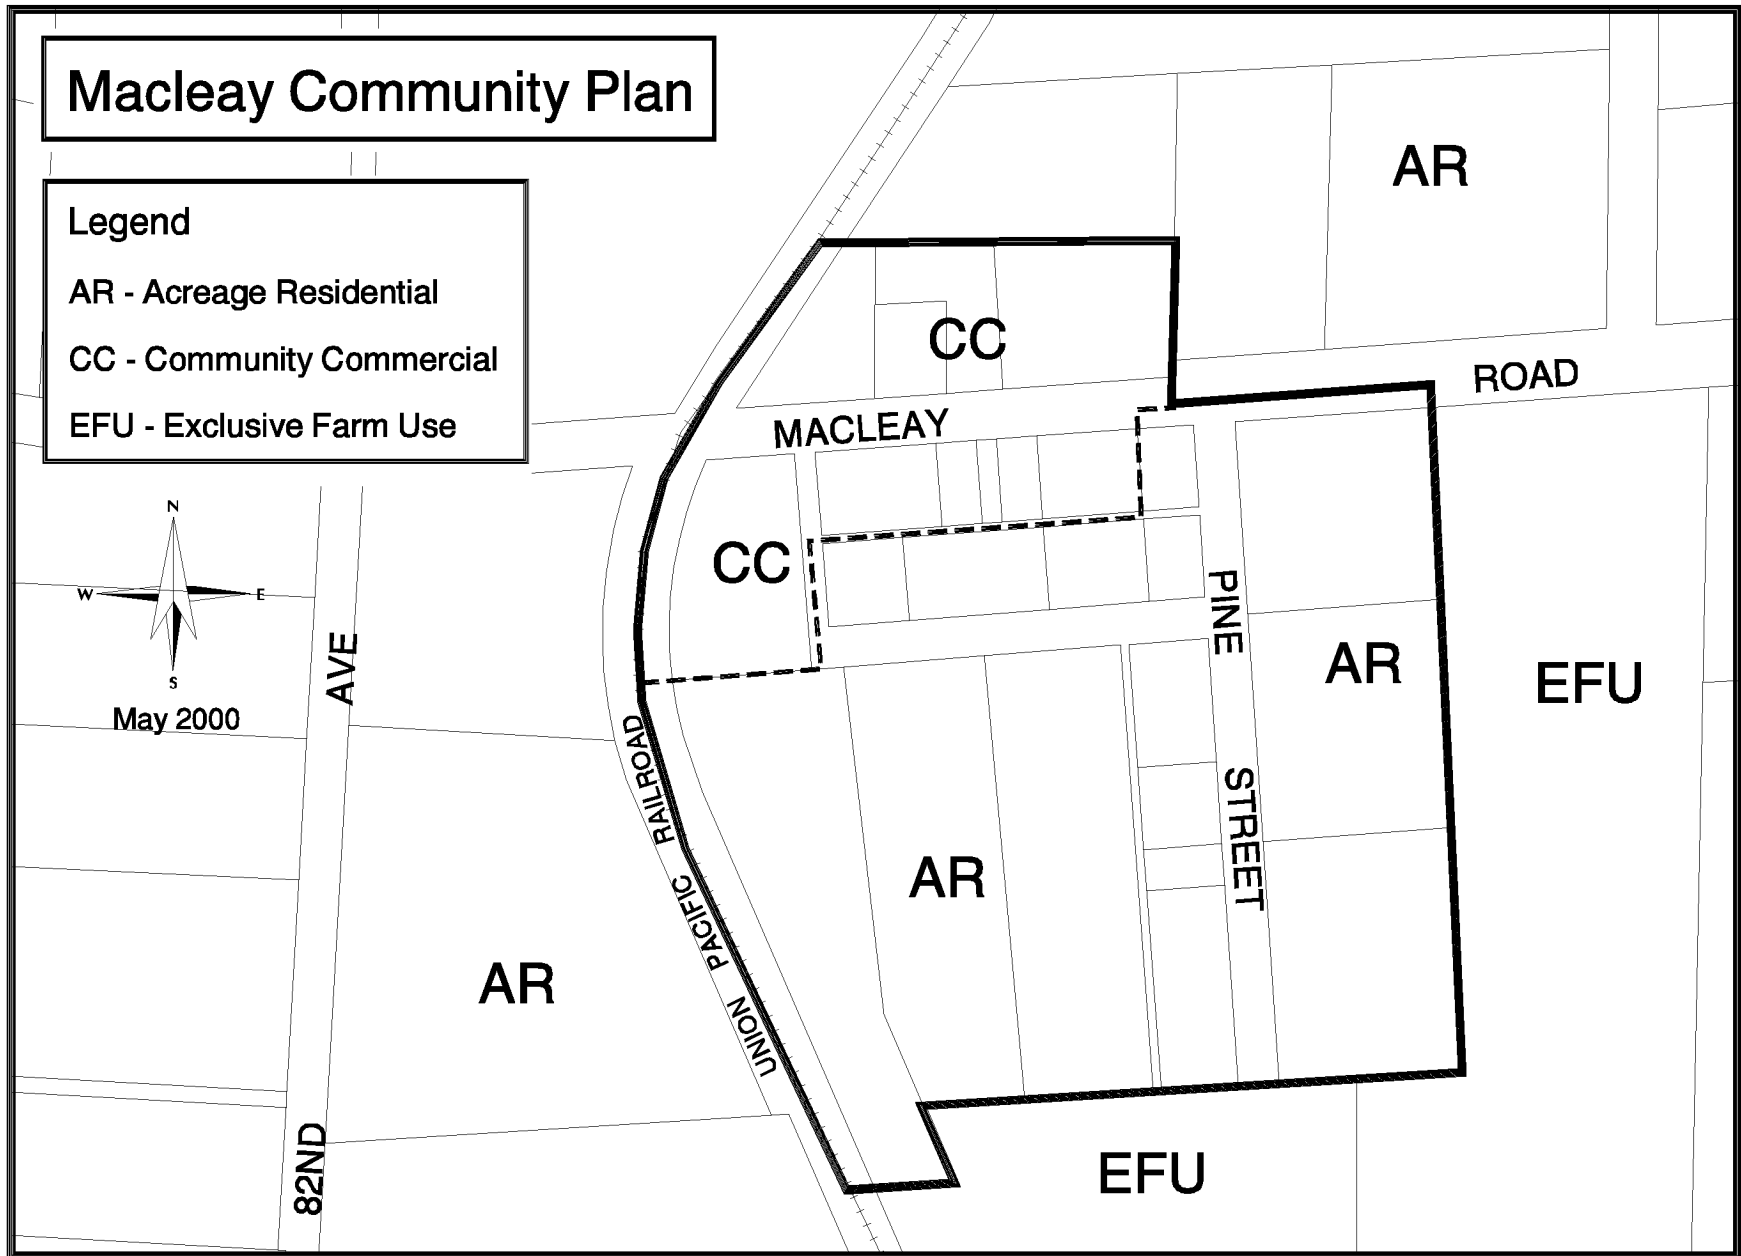 Macleay Community Plan
Legend
AR - Acreage Residential
CC - Community Commercial
EFU - Exclusive Farm Use
AR
CC
MACLEAY
ROAD
N
W
E
S
May 2000
CC
AVE
PINE
STREET
AR
EFU
UNION PACIFIC RAILROAD
AR
AR
82ND
EFU